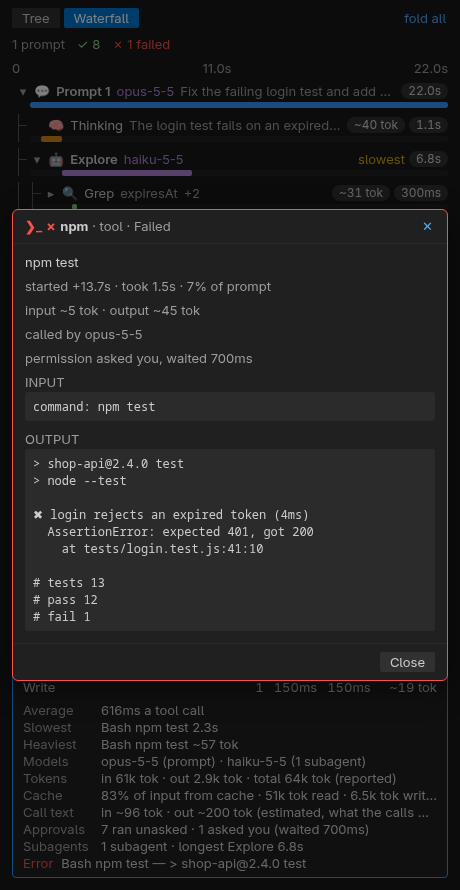 Tree Waterfall fold all
1 prompt ✓ 8 × 1 failed
0 11.0s 22.0s
▾ 💬 Prompt 1 opus-5-5 Fix the failing login test and add ... 22.0s
🧠 Thinking The login test fails on an expired... ~40 tok 1.1s
▾ 🤖 Explore haiku-5-5 slowest 6.8s
▸ 🔍 Grep expiresAt +2 ~31 tok 300ms
❯_ × npm · tool · Failed ×
npm test
started +13.7s · took 1.5s · 7% of prompt
input ~5 tok · output ~45 tok
called by opus-5-5
permission asked you, waited 700ms
INPUT
command: npm test
OUTPUT
> shop-api@2.4.0 test
> node --test
✖ login rejects an expired token (4ms)
AssertionError: expected 401, got 200
at tests/login.test.js:41:10
# tests 13
# pass 12
# fail 1
Close
Write 1 150ms 150ms ~19 tok
Average 616ms a tool call
Slowest Bash npm test 2.3s
Heaviest Bash npm test ~57 tok
Models opus-5-5 (prompt) · haiku-5-5 (1 subagent)
Tokens in 61k tok · out 2.9k tok · total 64k tok (reported)
Cache 83% of input from cache · 51k tok read · 6.5k tok writ...
Call text in ~96 tok · out ~200 tok (estimated, what the calls ...
Approvals 7 ran unasked · 1 asked you (waited 700ms)
Subagents 1 subagent · longest Explore 6.8s
Error Bash npm test — > shop-api@2.4.0 test